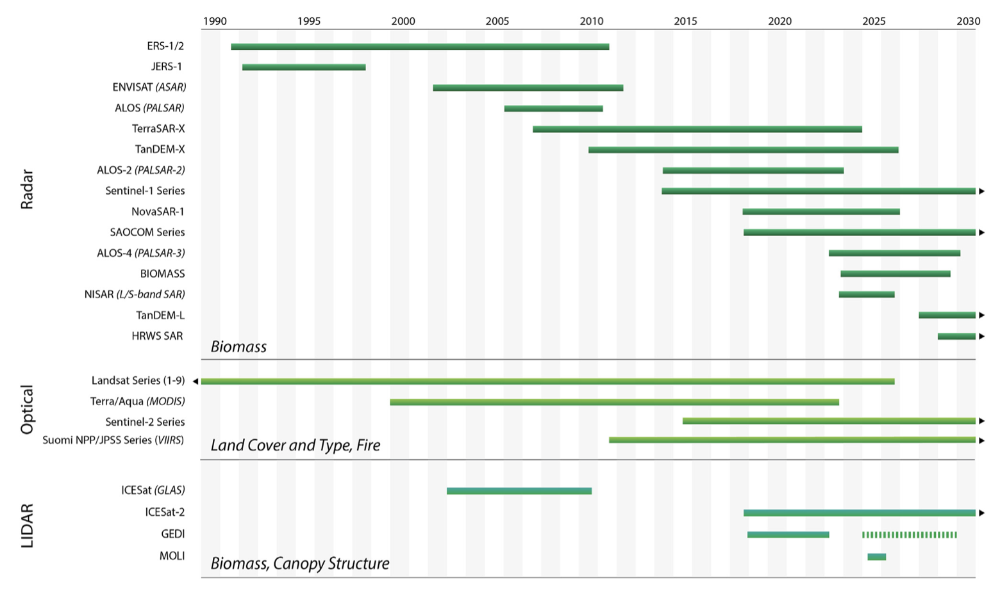 1990 1995 2000 2005 2010 2015 2020 2025 2030
Radar
ERS-1/2
JERS-1
ENVISAT (ASAR)
ALOS (PALSAR)
TerraSAR-X
TanDEM-X
ALOS-2 (PALSAR-2)
Sentinel-1 Series
NovaSAR-1
SAOCOM Series
ALOS-4 (PALSAR-3)
BIOMASS
NISAR (L/S-band SAR)
TanDEM-L
HRWS SAR
Biomass
Optical
Landsat Series (1-9)
Terra/Aqua (MODIS)
Sentinel-2 Series
Suomi NPP/JPSS Series (VIIRS)
Land Cover and Type, Fire
LIDAR
ICESat (GLAS)
ICESat-2
GEDI
MOLI
Biomass, Canopy Structure